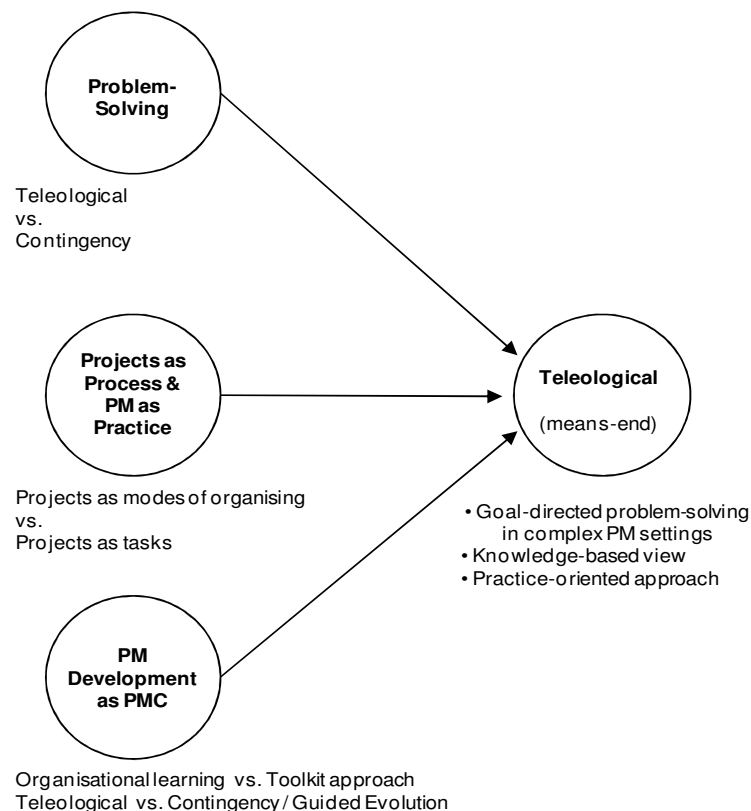 Problem-
Solving
Teleological
vs.
Contingency
Projects as
Process &
PM as
Practice
Projects as modes of organising
vs.
Projects as tasks
Teleological
(means-end)
• Goal-directed problem-solving
in complex PM settings
• Knowledge-based view
• Practice-oriented approach
PM
Development
as PMC
Organisational learning vs. Toolkit approach
Teleological vs. Contingency / Guided Evolution